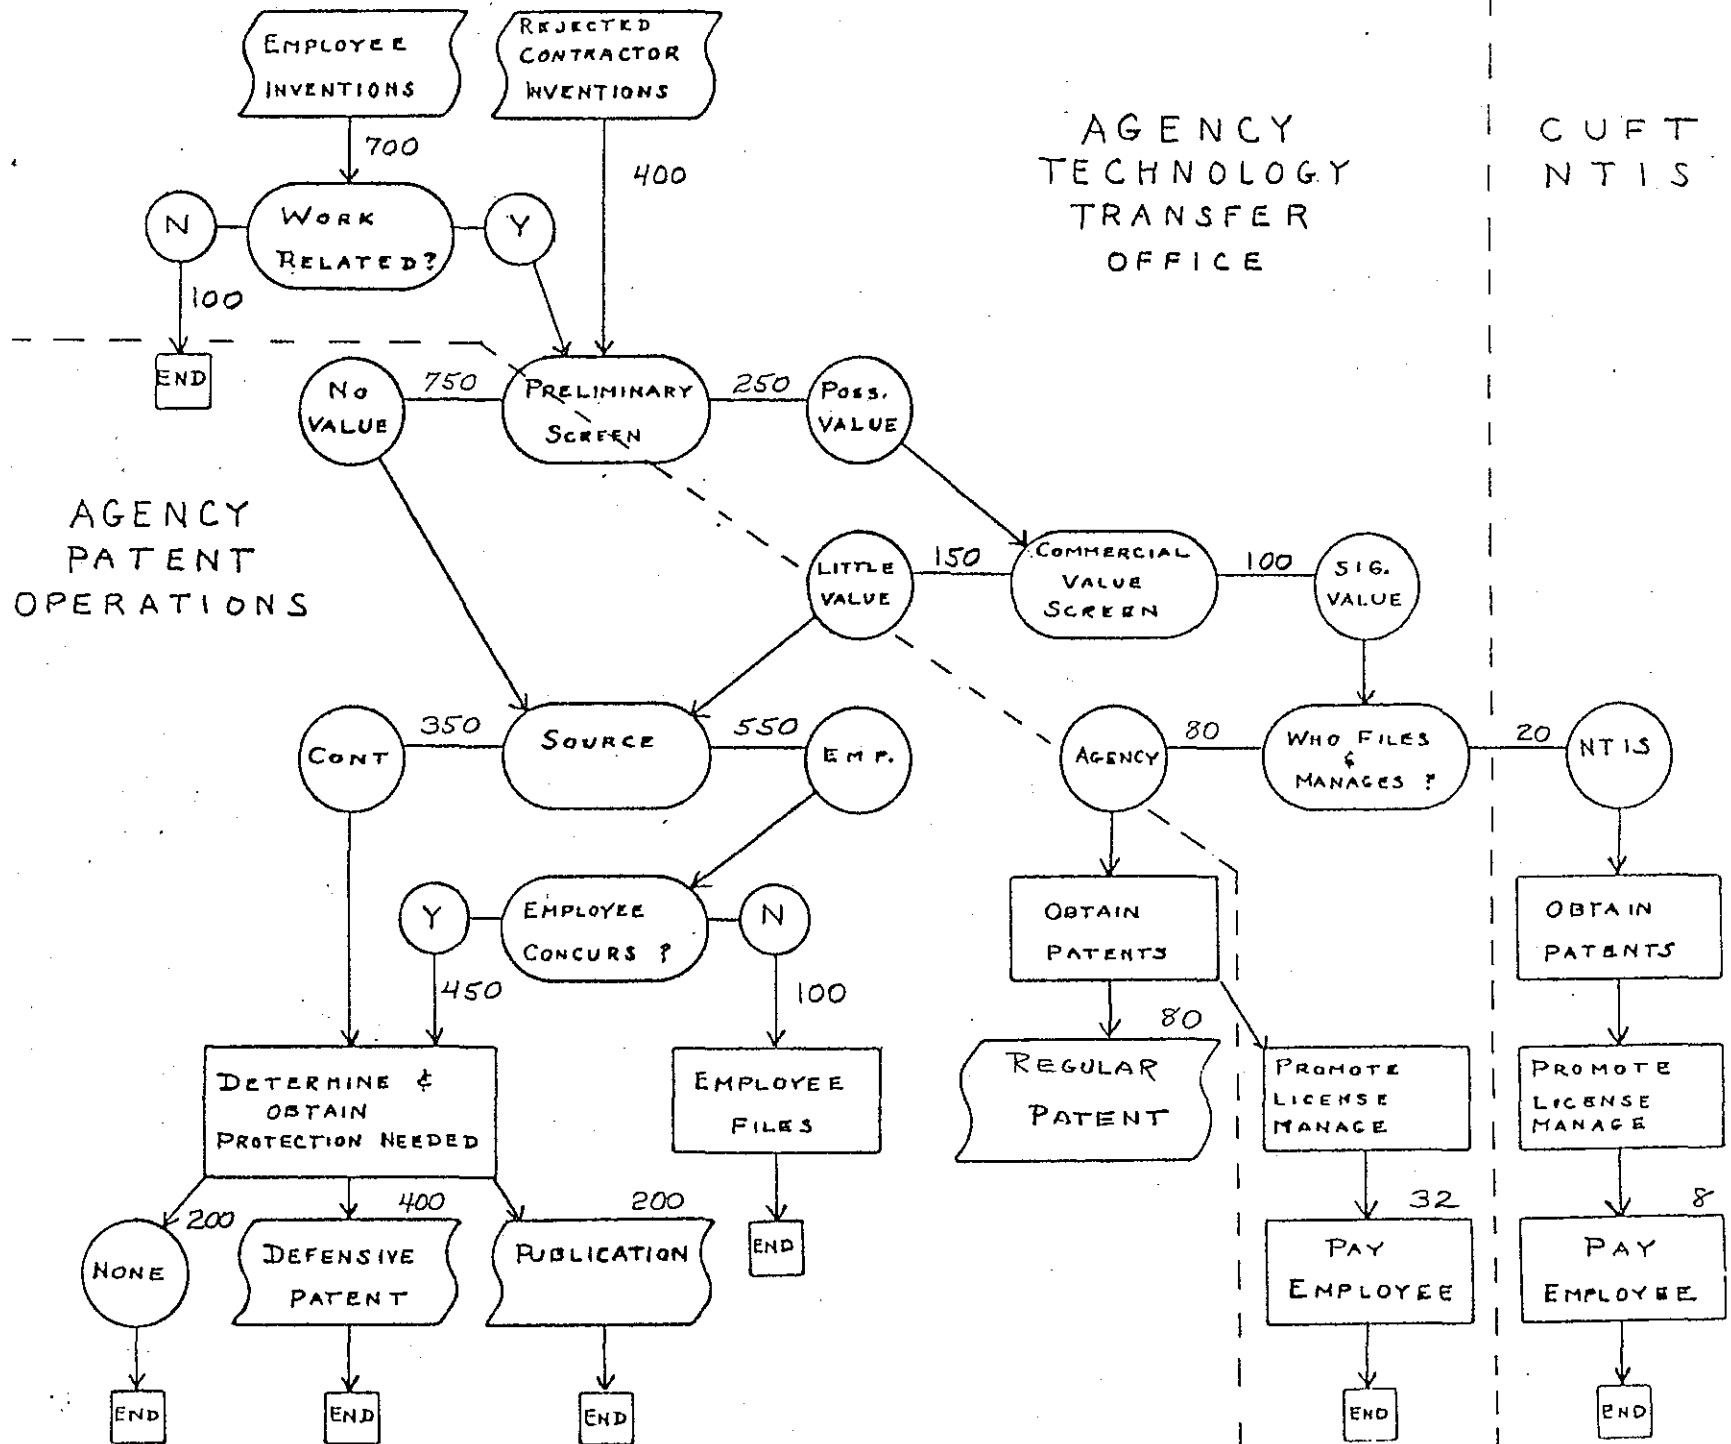 EMPLOYEE
INVENTIONS
REJECTED
CONTRACTOR
INVENTIONS
700
400
AGENCY
TECHNOLOGY
TRANSFER
OFFICE
CUFT
NTIS
N
WORK
RELATED?
Y
100
END
NO
VALUE
750
PRELIMINARY
SCREEN
250
POSS.
VALUE
AGENCY
PATENT
OPERATIONS
LITTLE
VALUE
150
COMMERCIAL
VALUE
SCREEN
100
SIG.
VALUE
CONT
350
SOURCE
550
EMP.
AGENCY
80
WHO FILES
&
MANAGES ?
20
NTIS
Y
EMPLOYEE
CONCURS ?
N
450
100
OBTAIN
PATENTS
OBTAIN
PATENTS
DETERMINE &
OBTAIN
PROTECTION NEEDED
EMPLOYEE
FILES
80
REGULAR
PATENT
PROMOTE
LICENSE
MANAGE
PROMOTE
LICENSE
MANAGE
200
400
200
32
8
NONE
DEFENSIVE
PATENT
PUBLICATION
END
PAY
EMPLOYEE
PAY
EMPLOYEE
END
END
END
END
END